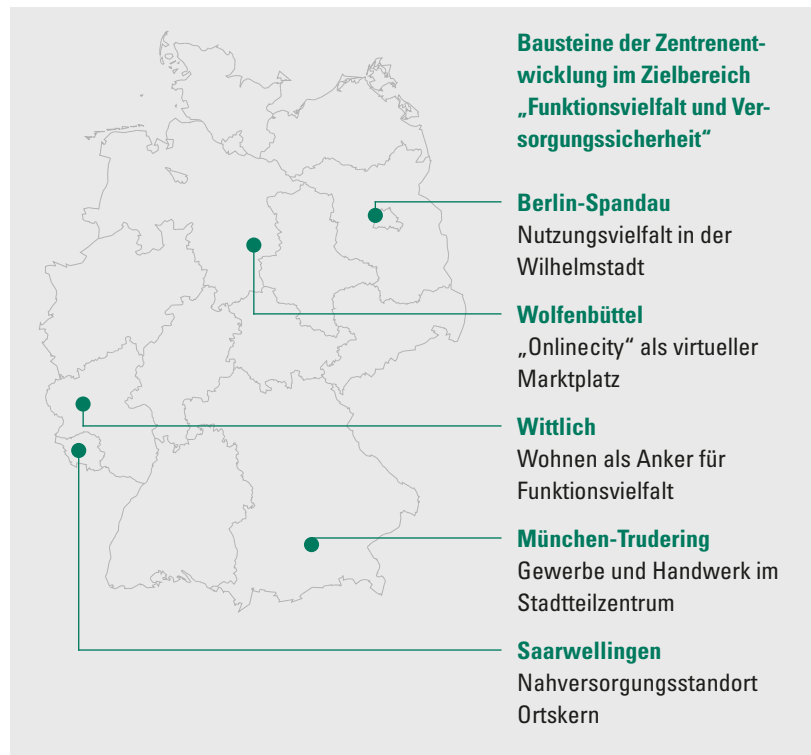 Bausteine der Zentrenent-
wicklung im Zielbereich
„Funktionsvielfalt und Ver-
sorgungssicherheit“
Berlin-Spandau
Nutzungsvielfalt in der
Wilhelmstadt
Wolfenbüttel
„Onlinecity“ als virtueller
Marktplatz
Wittlich
Wohnen als Anker für
Funktionsvielfalt
München-Trudering
Gewerbe und Handwerk im
Stadtteilzentrum
Saarwellingen
Nahversorgungsstandort
Ortskern